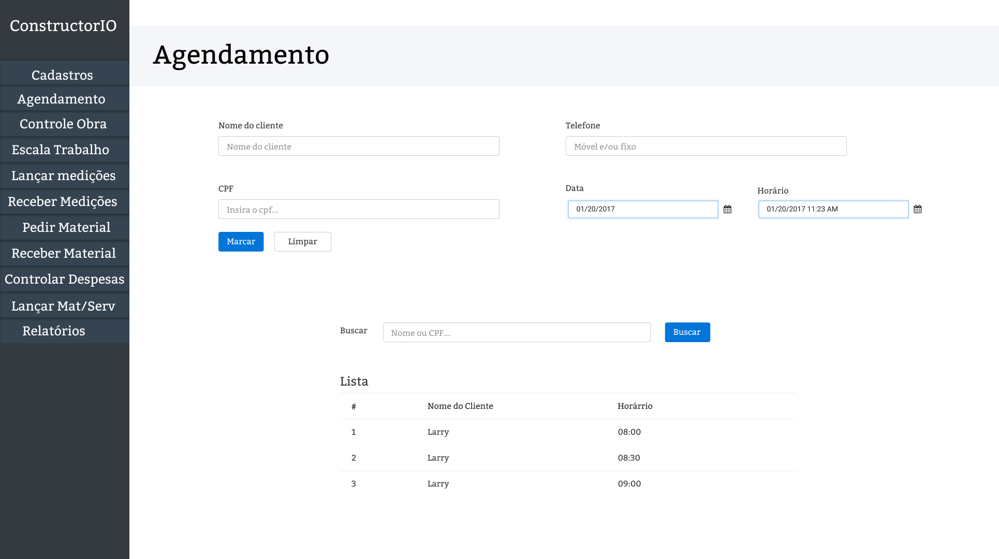 ConstructorIO
Cadastros
Agendamento
Controle Obra
Escala Trabalho
Lançar medições
Receber Medições
Pedir Material
Receber Material
Controlar Despesas
Lançar Mat/Serv
Relatórios
Agendamento
Nome do cliente
Nome do cliente
Telefone
Móvel e/ou fíxo
CPF
Insira o cpf...
Data
01/20/2017
Horário
01/20/2017 11:23 AM
Marcar
Limpar
Buscar
Nome ou CPF...
Buscar
Lista
# Nome do Cliente Horárrio
1 Larry 08:00
2 Larry 08:30
3 Larry 09:00